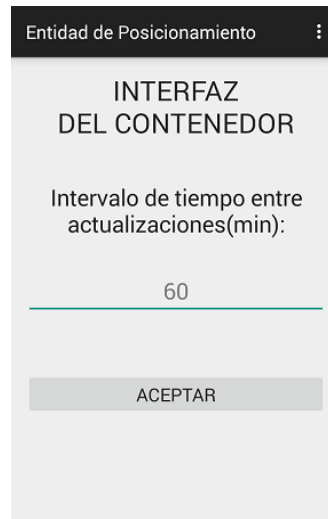 Entidad de Posicionamiento
INTERFAZ
DEL CONTENEDOR
Intervalo de tiempo entre
actualizaciones(min):
60
ACEPTAR